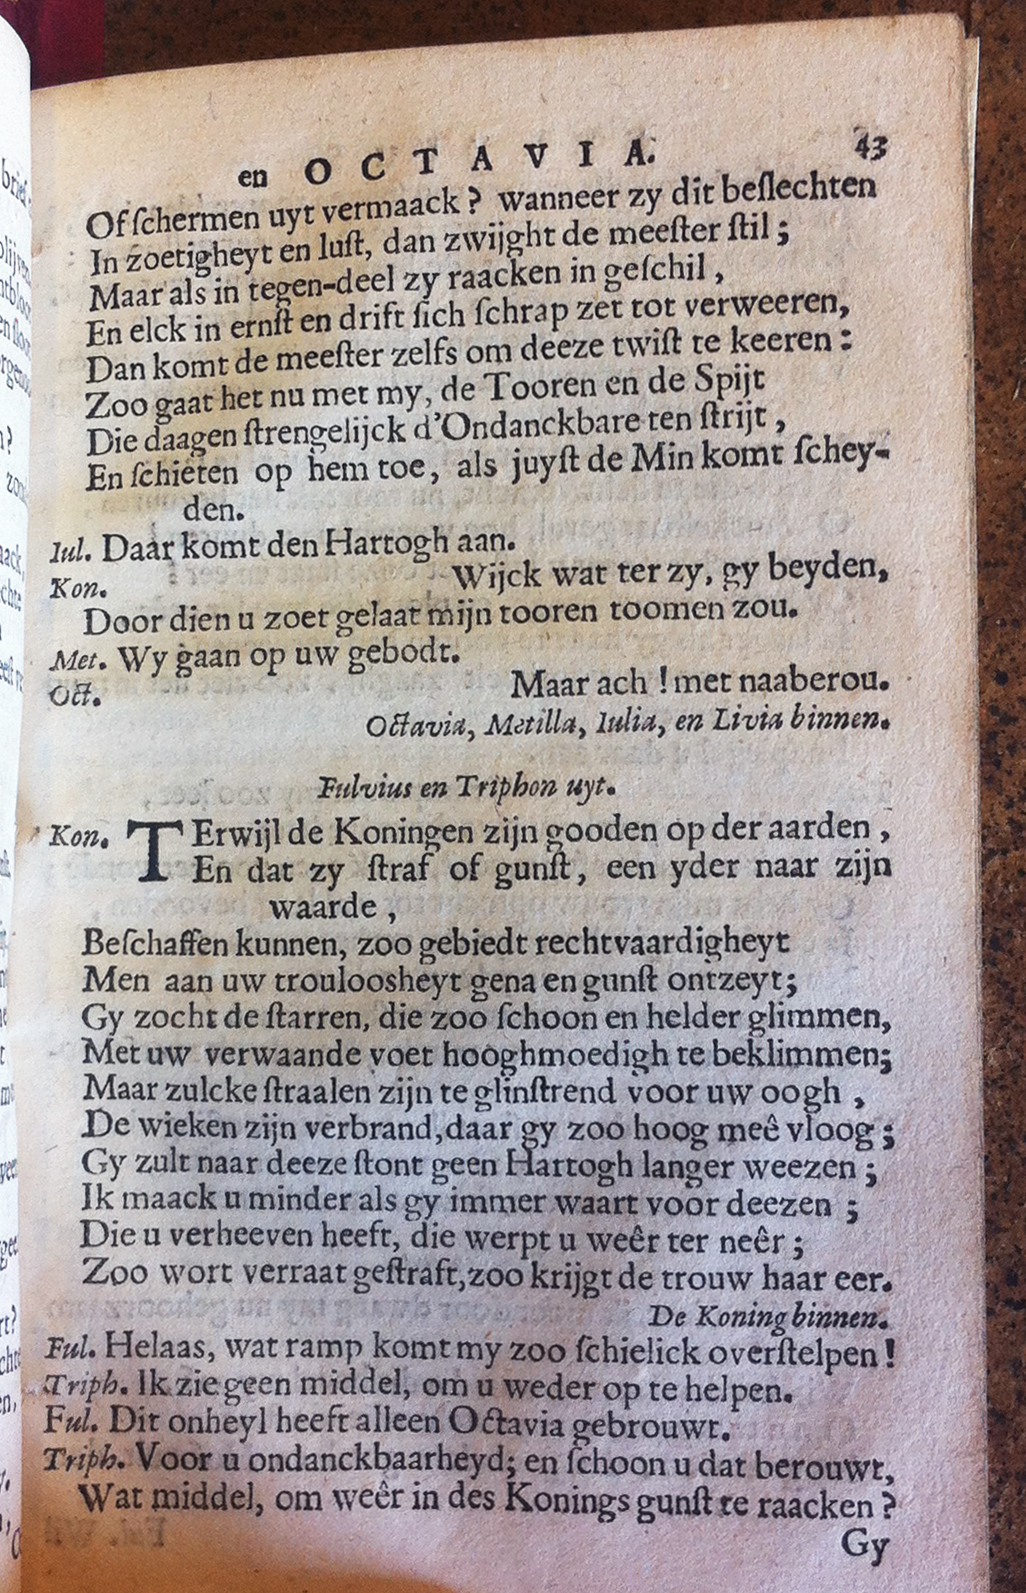 en OCTAVIA. 43
Of ſchermen uyt vermaack? wanneer zy dit beſlechten
In zoetigheyt en luſt, dan zwijght de meeſter ſtil;
Maar als in tegen-deel zy raacken in geſchil,
En elck in ernſt en drift ſich ſchrap zet tot verweeren,
Dan komt de meeſter zelfs om deeze twiſt te keeren:
Zoo gaat het nu met my, de Tooren en de Spijt
Die daagen ſtrengelijck d'Ondanckbare ten ſtrijt,
En ſchieten op hem toe, als juyſt de Min komt ſchey-
den.
Iul. Daar komt den Hartogh aan.
Kon. Wijck wat ter zy, gy beyden,
Door dien u zoet gelaat mijn tooren toomen zou.
Met. Wy gaan op uw gebodt.
Oct. Maar ach! met naaberou.
Octavia, Metilla, Iulia, en Livia binnen.
Fulvius en Triphon uyt.
Kon. TErwijl de Koningen zijn gooden op der aarden,
En dat zy ſtraf of gunſt, een yder naar zijn
waarde,
Beſchaffen kunnen, zoo gebiedt rechtvaardigheyt
Men aan uw trouloosheyt gena en gunſt ontzeyt;
Gy zocht de ſtarren, die zoo ſchoon en helder glimmen,
Met uw verwaande voet hooghmoedigh te beklimmen;
Maar zulcke ſtraalen zijn te glinſtrend voor uw oogh,
De wieken zijn verbrand, daar gy zoo hoog meê vloog;
Gy zult naar deeze ſtont geen Hartogh langer weezen;
Ik maack u minder als gy immer waart voor deezen;
Die u verheeven heeft, die werpt u weêr ter neêr;
Zoo wort verraat geſtraft, zoo krijgt de trouw haar eer.
De Koning binnen.
Ful. Helaas, wat ramp komt my zoo ſchielick overſtelpen!
Triph. Ik zie geen middel, om u weder op te helpen.
Ful. Dit onheyl heeft alleen Octavia gebrouwt.
Triph. Voor u ondanckbaarheyd; en ſchoon u dat berouwt,
Wat middel, om weêr in des Konings gunſt te raacken?
Gy